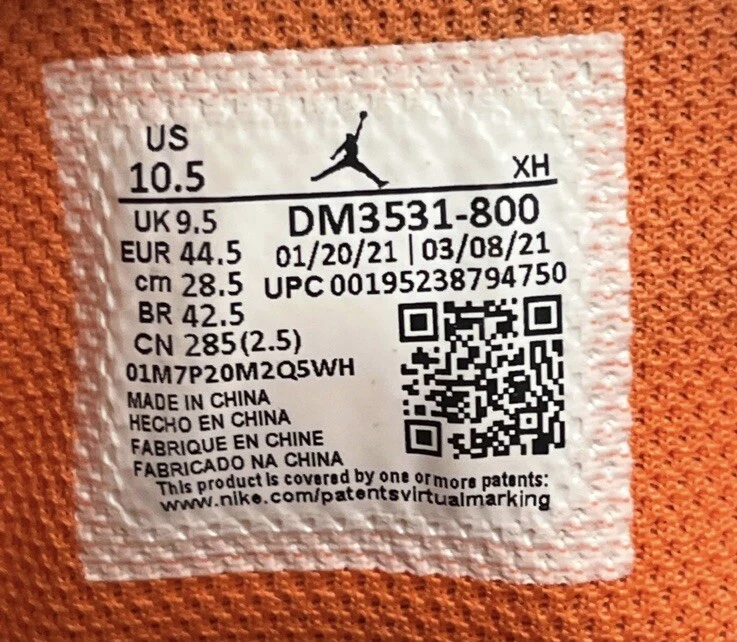 US
10.5
XH
UK 9.5
DM3531-800
EUR 44.5
01/20/21 | 03/08/21
cm 28.5
UPC 00195238794750
BR 42.5
CN 285(2.5)
01M7P20M2Q5WH
MADE IN CHINA
HECHO EN CHINA
FABRIQUE EN CHINE
FABRICADO NA CHINA
This product is covered by one or more patents:
www.nike.com/patentsvirtualmarking